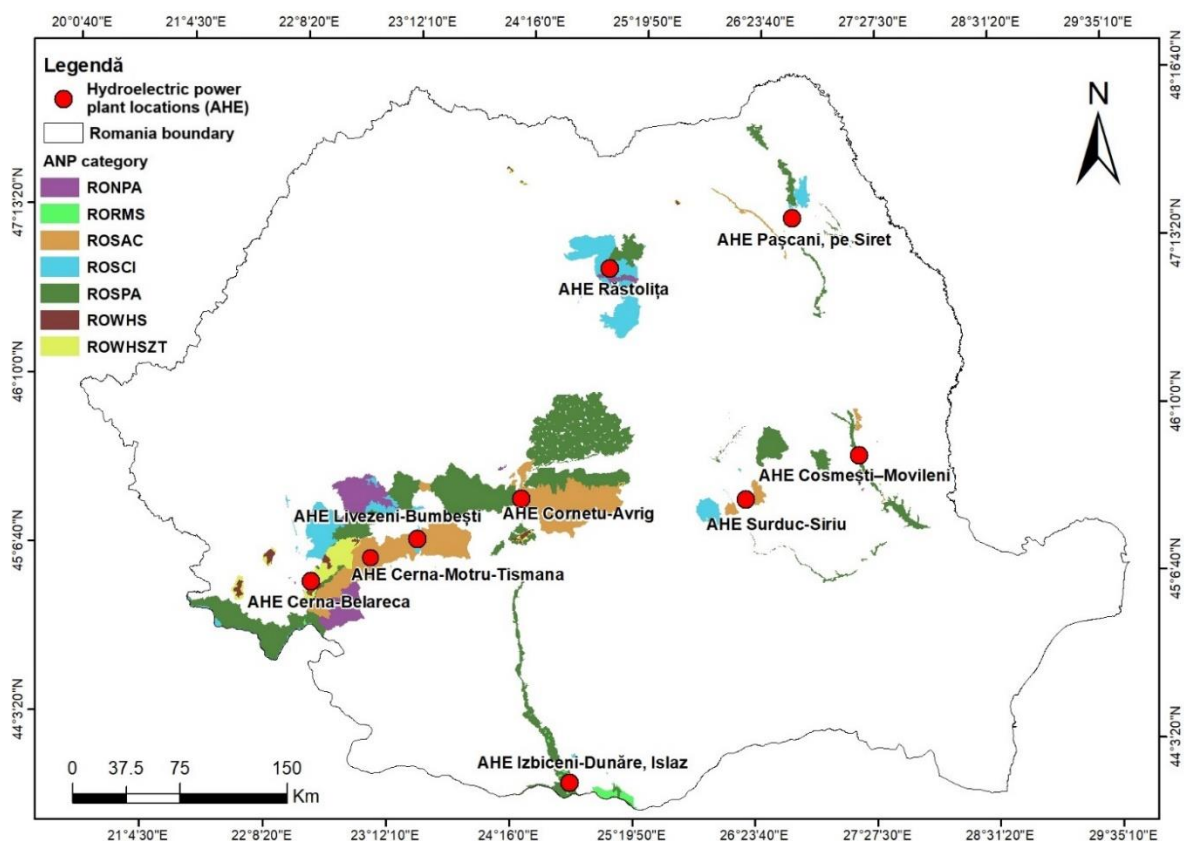 20°0'40"E 21°4'30"E 22°8'20"E 23°12'10"E 24°16'0"E 25°19'50"E 26°23'40"E 27°27'30"E 28°31'20"E 29°35'10"E
48°16'40"N
47°13'20"N
46°10'0"N
45°6'40"N
44°3'20"N
Legendă
Hydroelectric power
plant locations (AHE)
Romania boundary
ANP category
RONPA
RORMS
ROSAC
ROSCI
ROSPA
ROWHS
ROWHSZT
N
AHE Pașcani, pe Siret
AHE Răstolița
AHE Cosmești–Movileni
AHE Livezeni-Bumbești
AHE Cornetu-Avrig
AHE Surduc-Siriu
AHE Cerna-Motru-Tismana
AHE Cerna-Belareca
AHE Izbiceni-Dunăre, Islaz
0 37.5 75 150
Km
47°13'20"N
46°10'0"N
45°6'40"N
44°3'20"N
21°4'30"E 22°8'20"E 23°12'10"E 24°16'0"E 25°19'50"E 26°23'40"E 27°27'30"E 28°31'20"E 29°35'10"E